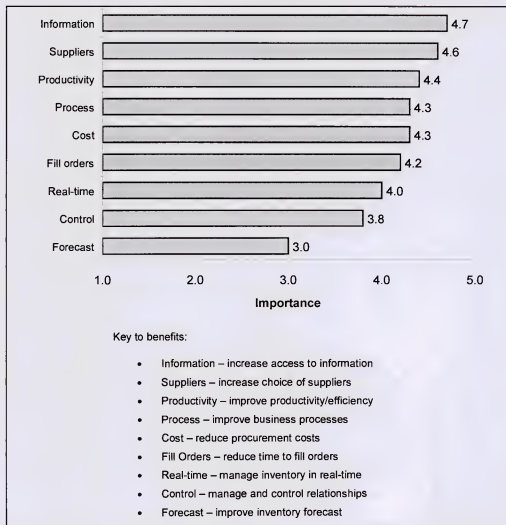 Information 4.7
Suppliers 4.6
Productivity 4.4
Process 4.3
Cost 4.3
Fill orders 4.2
Real-time 4.0
Control 3.8
Forecast 3.0
1.0 2.0 3.0 4.0 5.0
Importance
Key to benefits:
• Information – increase access to information
• Suppliers – increase choice of suppliers
• Productivity – improve productivity/efficiency
• Process – improve business processes
• Cost – reduce procurement costs
• Fill Orders – reduce time to fill orders
• Real-time – manage inventory in real-time
• Control – manage and control relationships
• Forecast – improve inventory forecast